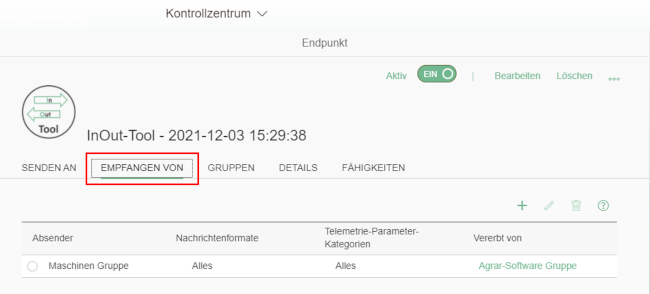 Kontrollzentrum
Endpunkt
Aktiv EIN | Bearbeiten Löschen
In
Out
Tool
InOut-Tool - 2021-12-03 15:29:38
SENDEN AN EMPFANGEN VON GRUPPEN DETAILS FÄHIGKEITEN
Absender Nachrichtenformate Telemetrie-Parameter-
Kategorien Vererbt von
Maschinen Gruppe Alles Alles Agrar-Software Gruppe